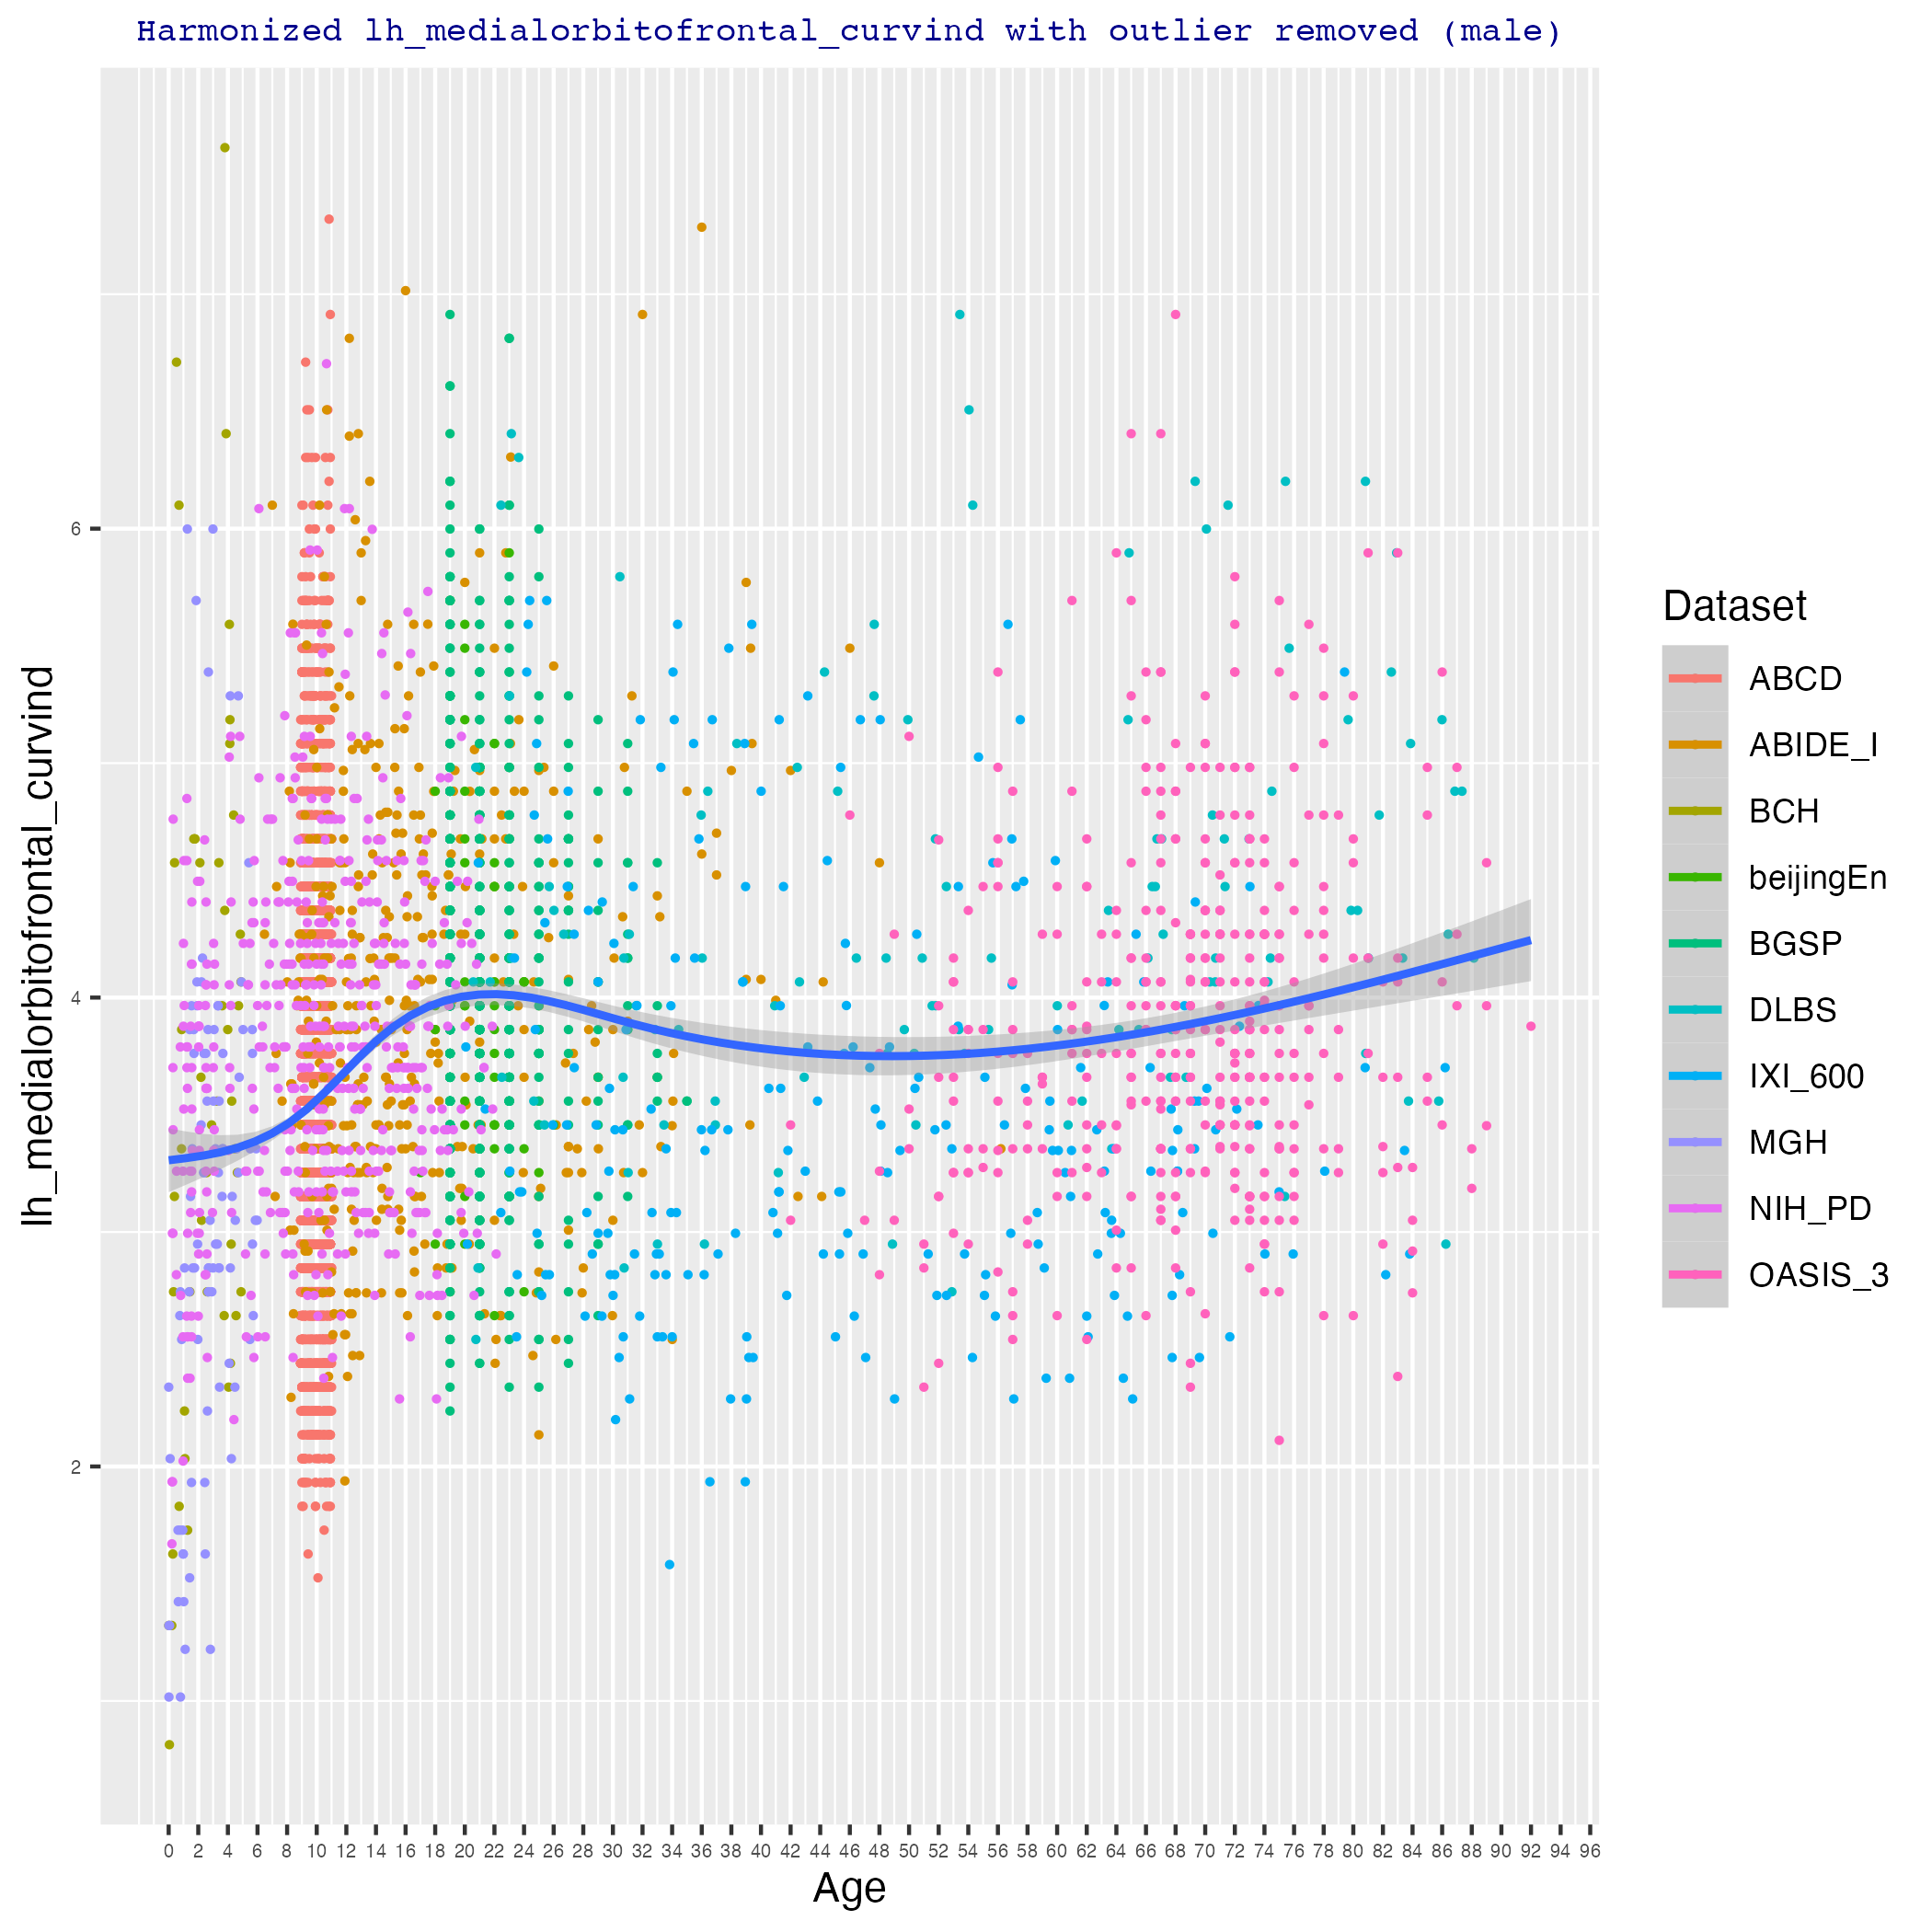 Harmonized lh_medialorbitofrontal_curvind with outlier removed (male)
lh_medialorbitofrontal_curvind
6
4
2
0 2 4 6 8 10 12 14 16 18 20 22 24 26 28 30 32 34 36 38 40 42 44 46 48 50 52 54 56 58 60 62 64 66 68 70 72 74 76 78 80 82 84 86 88 90 92 94 96
Age
Dataset
ABCD
ABIDE_I
BCH
beijingEn
BGSP
DLBS
IXI_600
MGH
NIH_PD
OASIS_3